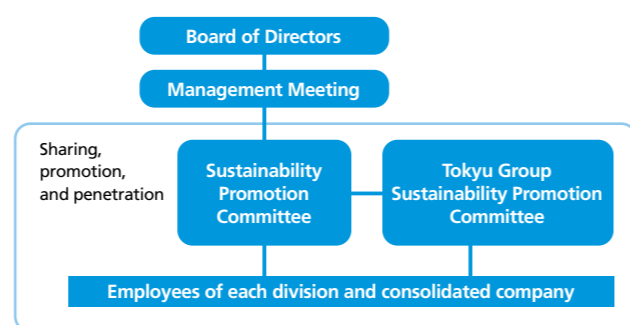 Board of Directors
Management Meeting
Sharing,
promotion,
and penetration
Sustainability
Promotion
Committee
Tokyu Group
Sustainability Promotion
Committee
Employees of each division and consolidated company